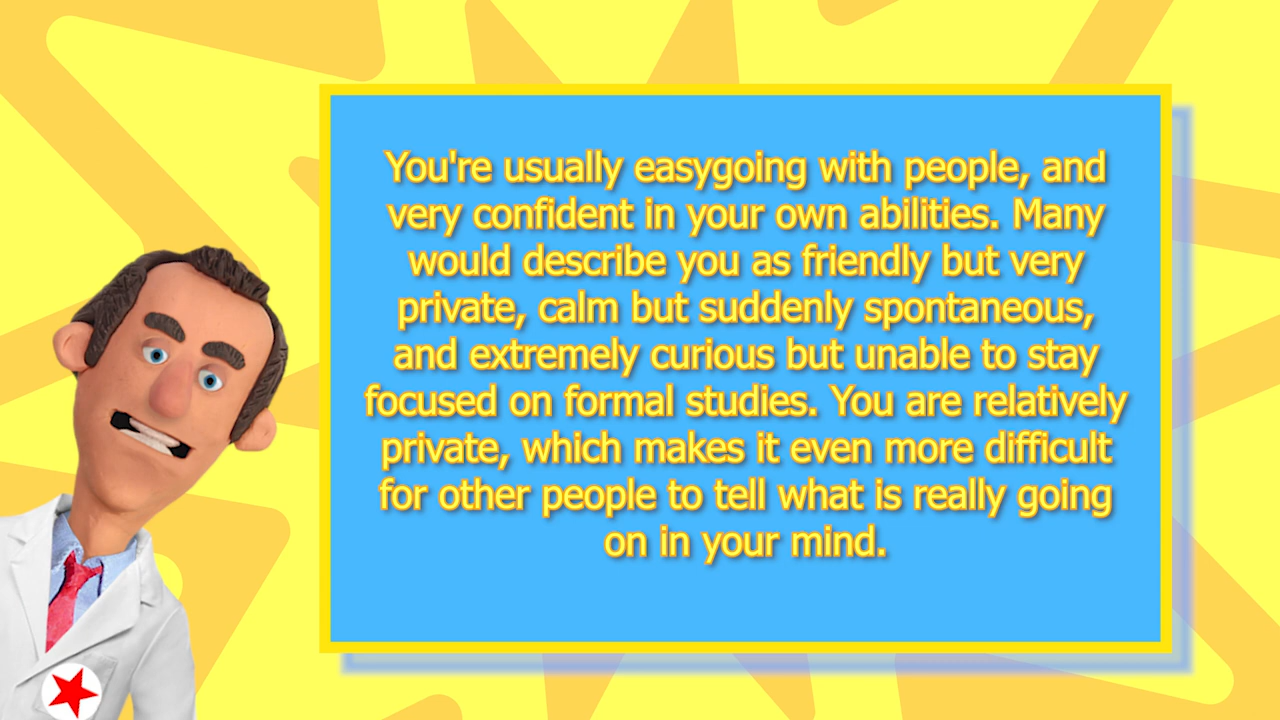 You're usually easygoing with people, and
very confident in your own abilities. Many
would describe you as friendly but very
private, calm but suddenly spontaneous,
and extremely curious but unable to stay
focused on formal studies. You are relatively
private, which makes it even more difficult
for other people to tell what is really going
on in your mind.